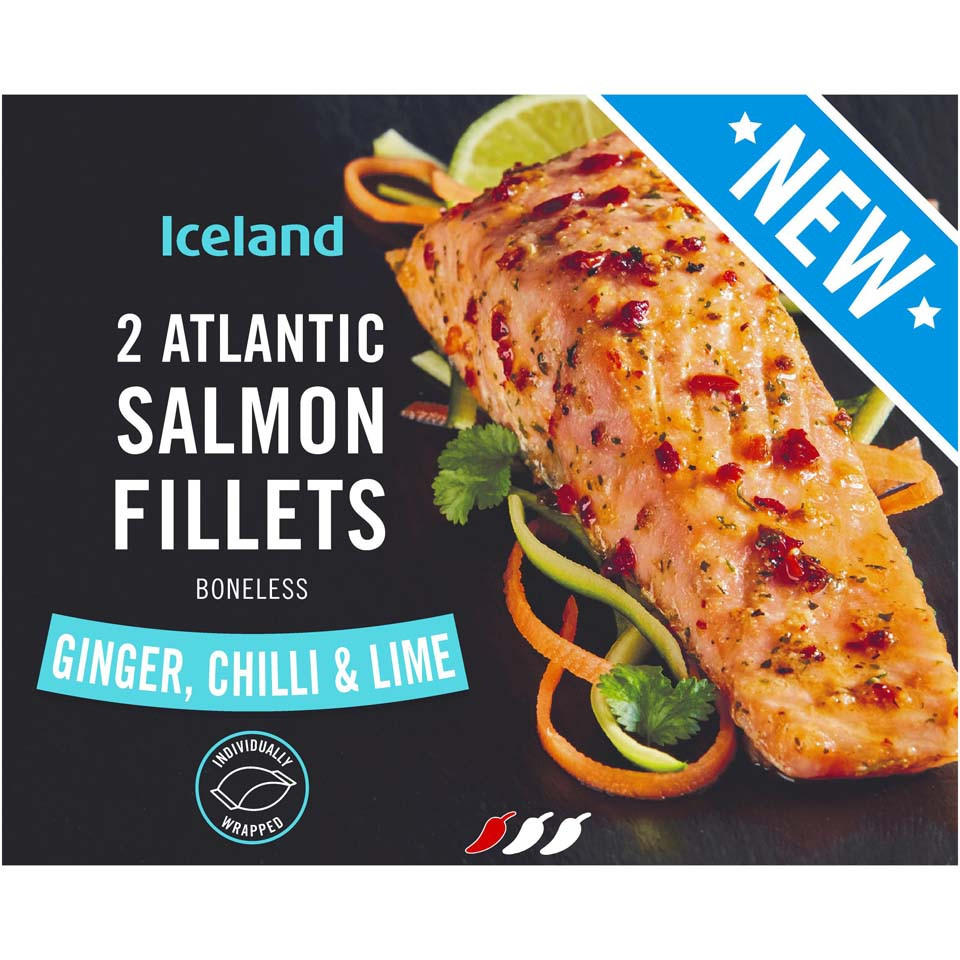 Iceland
2 ATLANTIC
SALMON
FILLETS
BONELESS
GINGER, CHILLI & LIME
INDIVIDUALLY
WRAPPED
NEW